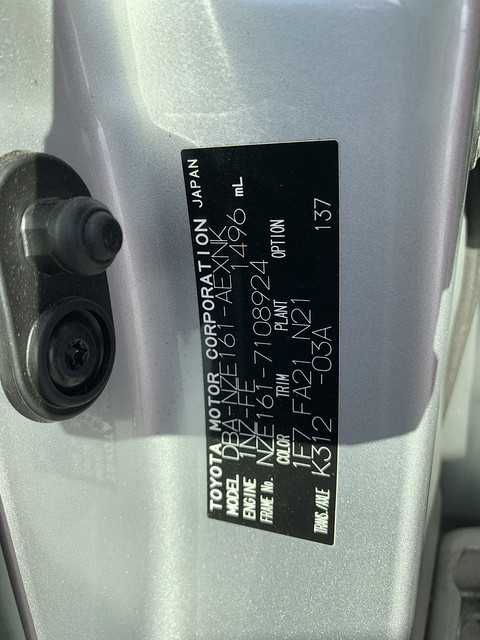 TOYOTA MOTOR CORPORATION JAPAN
MODEL DBA-NZE161-AEXNK
ENGINE 1NZ-FE 1496 mL
FRAME No. NZE161-7108924
COLOR TRIM PLANT OPTION
1F7 FA21 N21
TRANS./AXLE K312 -03A 137